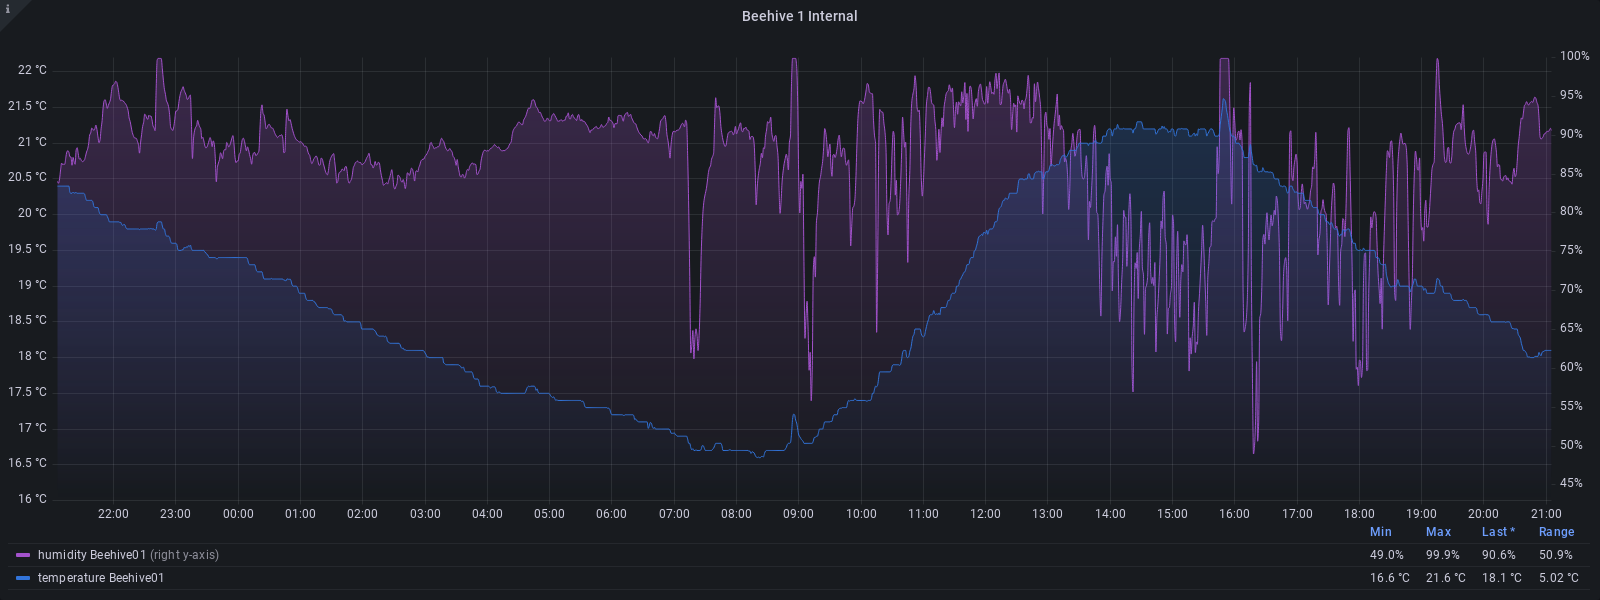 i
Beehive 1 Internal
22 °C
21.5 °C
21 °C
20.5 °C
20 °C
19.5 °C
19 °C
18.5 °C
18 °C
17.5 °C
17 °C
16.5 °C
16 °C
100%
95%
90%
85%
80%
75%
70%
65%
60%
55%
50%
45%
22:00 23:00 00:00 01:00 02:00 03:00 04:00 05:00 06:00 07:00 08:00 09:00 10:00 11:00 12:00 13:00 14:00 15:00 16:00 17:00 18:00 19:00 20:00 21:00
Min Max Last * Range
humidity Beehive01 (right y-axis) 49.0% 99.9% 90.6% 50.9%
temperature Beehive01 16.6 °C 21.6 °C 18.1 °C 5.02 °C